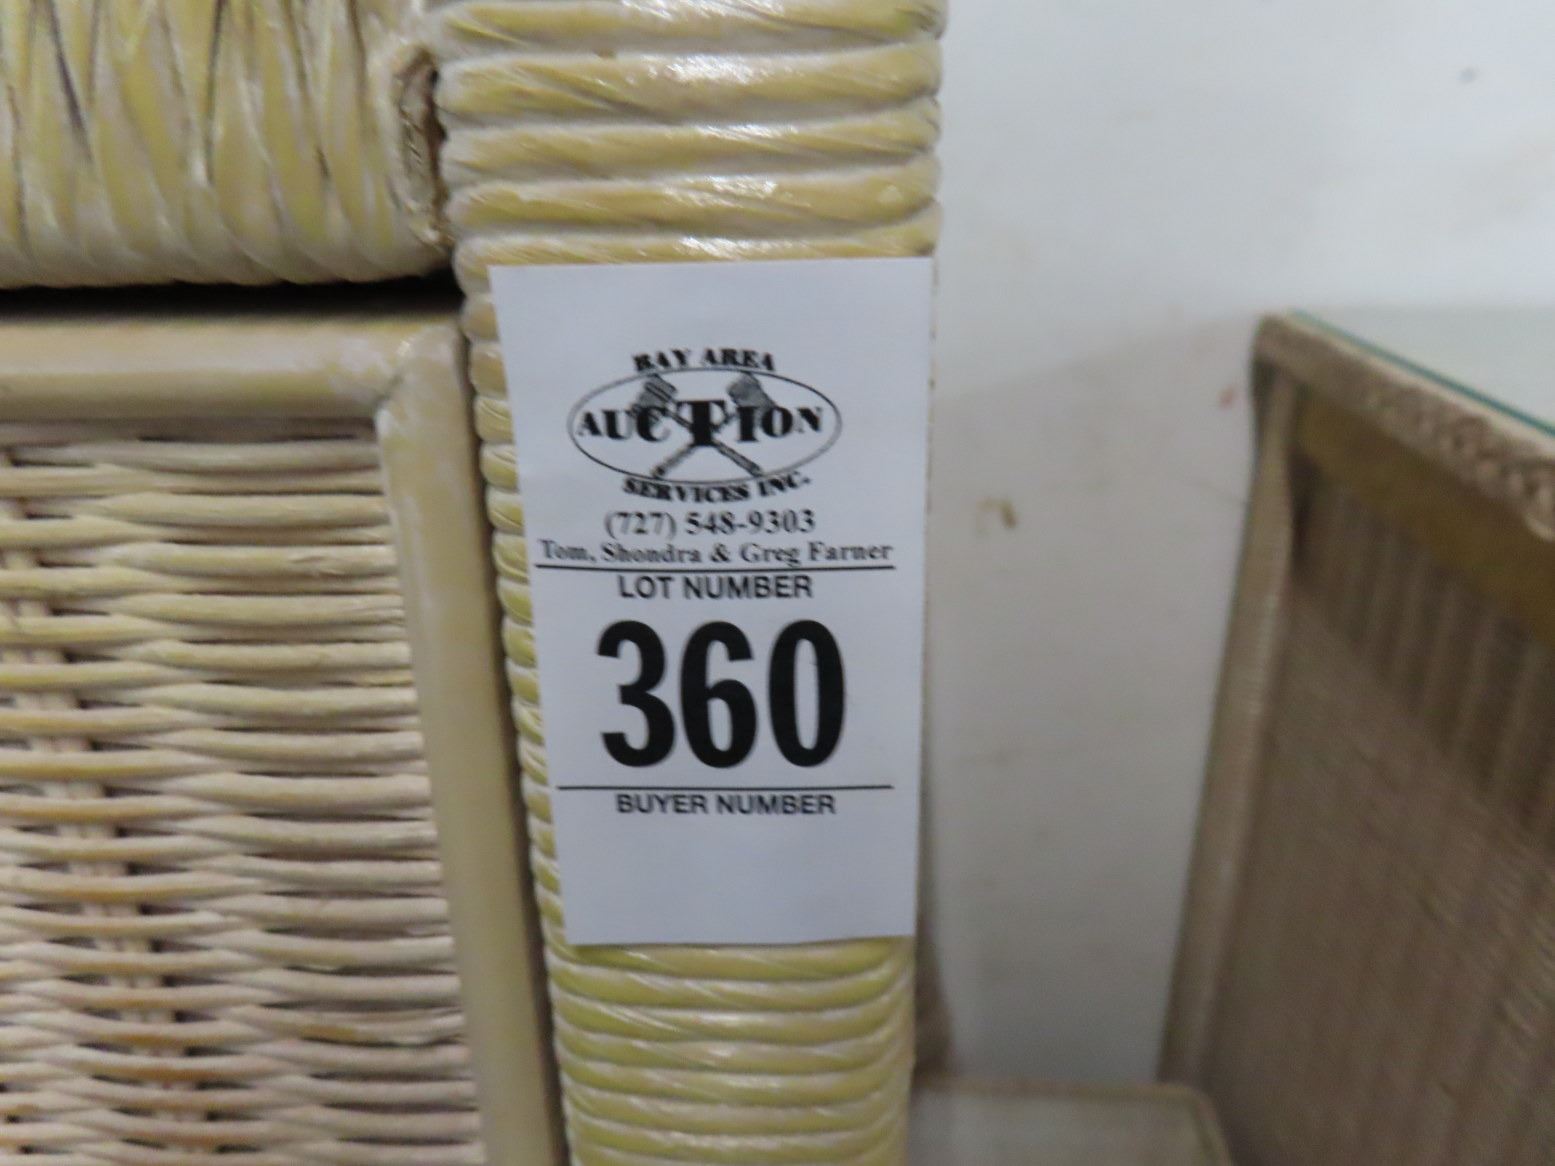 BAY AREA
AUCTION
SERVICES INC.
(727) 548-9303
Tom, Shondra & Greg Farner
LOT NUMBER
360
BUYER NUMBER